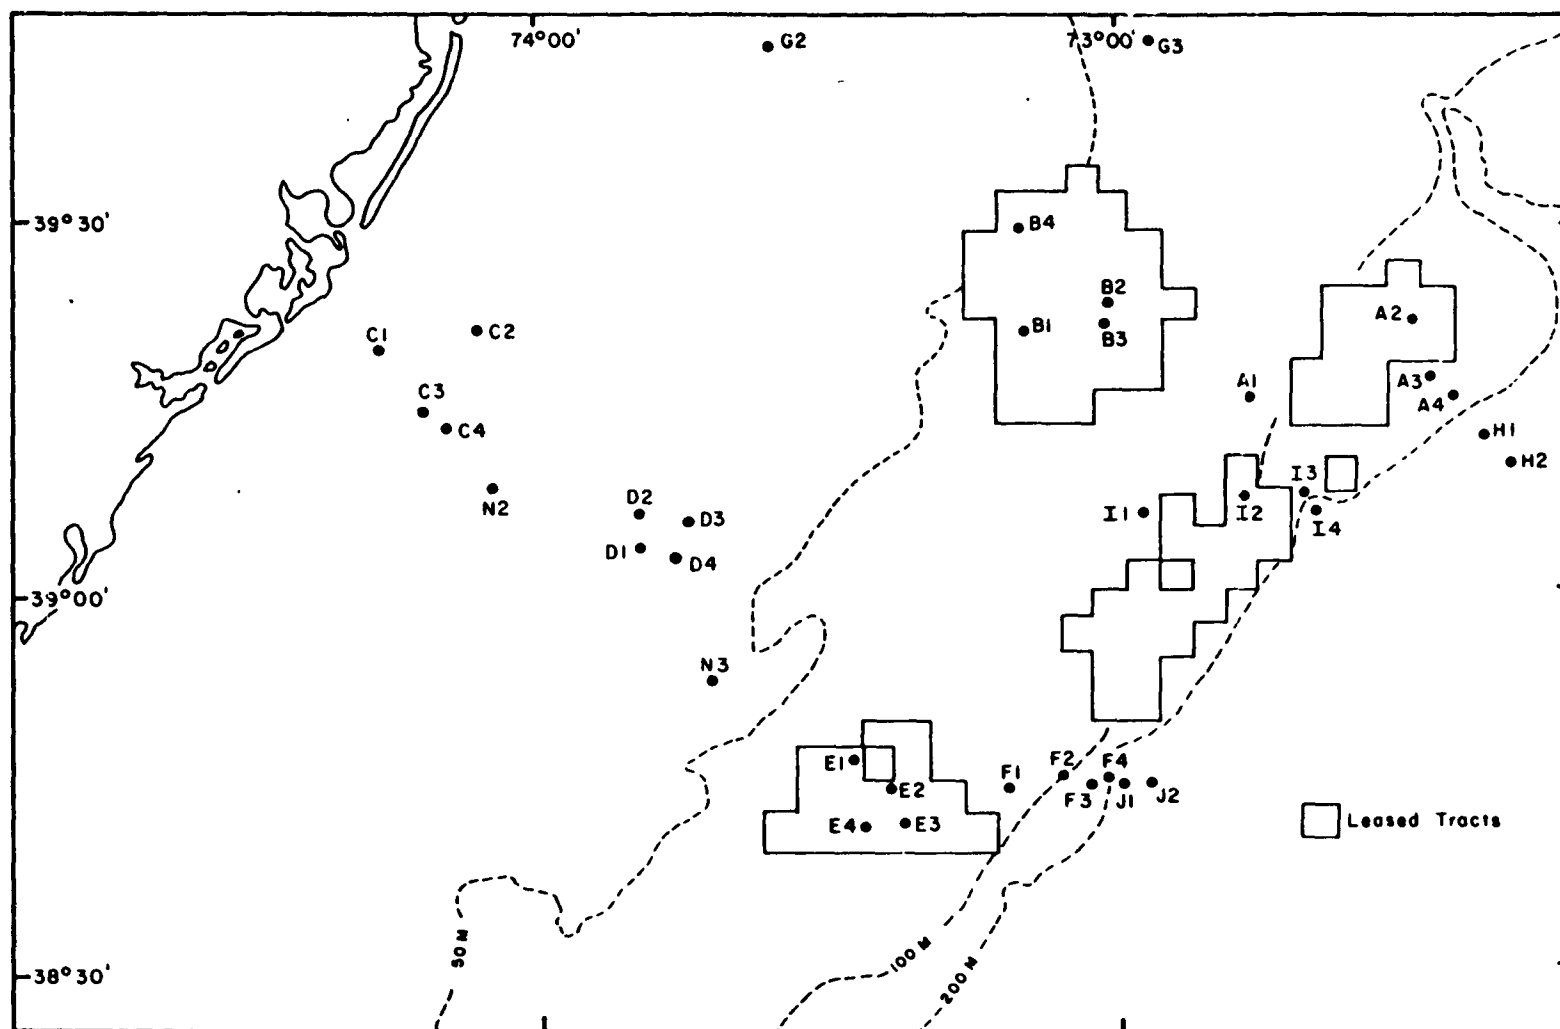 74°00'
G2
73°00'
G3
39°30'
B4
B2
A2
C1
C2
B1
B3
A1
A3
A4
C3
C4
H1
H2
I3
N2
D2
D3
I1
I2
I4
D1
D4
39°00'
N3
E1
F1
F2
F4
E2
F3
J1
J2
E4
E3
Leased Tracts
50 M
100 M
200 M
38°30'